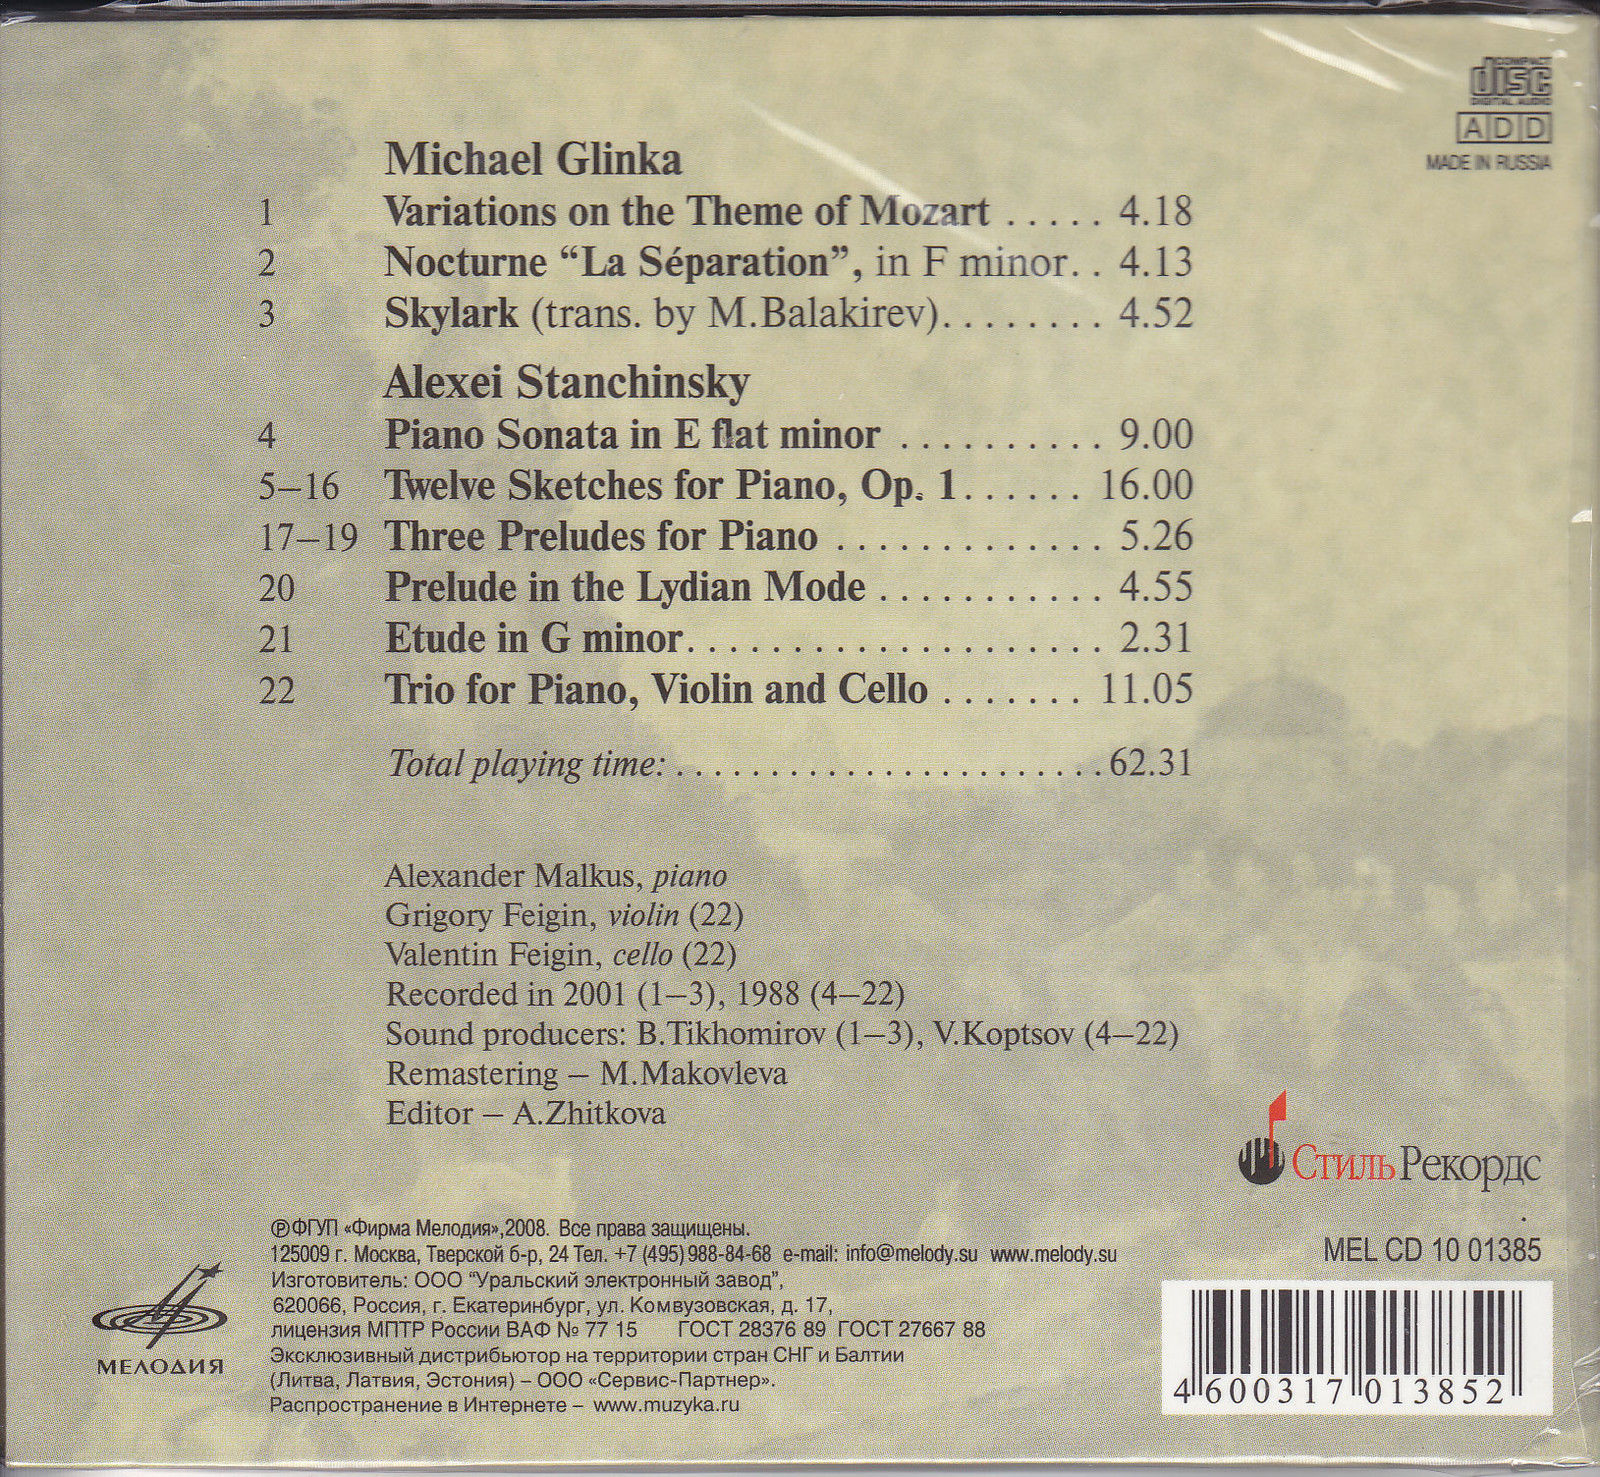 COMPACT
disc
DIGITAL AUDIO
ADD
MADE IN RUSSIA
Michael Glinka
1 Variations on the Theme of Mozart ..... 4.18
2 Nocturne “La Séparation”, in F minor.. 4.13
3 Skylark (trans. by M.Balakirev)........ 4.52
Alexei Stanchinsky
4 Piano Sonata in E flat minor .......... 9.00
5–16 Twelve Sketches for Piano, Op. 1...... 16.00
17–19 Three Preludes for Piano ............. 5.26
20 Prelude in the Lydian Mode ........... 4.55
21 Etude in G minor.................... 2.31
22 Trio for Piano, Violin and Cello ....... 11.05
Total playing time: .......................62.31
Alexander Malkus, piano
Grigory Feigin, violin (22)
Valentin Feigin, cello (22)
Recorded in 2001 (1–3), 1988 (4–22)
Sound producers: B.Tikhomirov (1–3), V.Koptsov (4–22)
Remastering – M.Makovleva
Editor – A.Zhitkova
СтильРекордс
℗ФГУП «Фирма Мелодия»,2008. Все права защищены.
125009 г. Москва, Тверской б-р, 24 Тел. +7 (495) 988-84-68 e-mail: info@melody.su www.melody.su
Изготовитель: ООО “Уральский электронный завод”,
620066, Россия, г. Екатеринбург, ул. Комвузовская, д. 17,
лицензия МПТР России ВАФ № 77 15 ГОСТ 28376 89 ГОСТ 27667 88
Эксклюзивный дистрибьютор на территории стран СНГ и Балтии
(Литва, Латвия, Эстония) – ООО «Сервис-Партнер».
Распространение в Интернете – www.muzyka.ru
МЕЛОДИЯ
MEL CD 10 01385
4 600317 013852